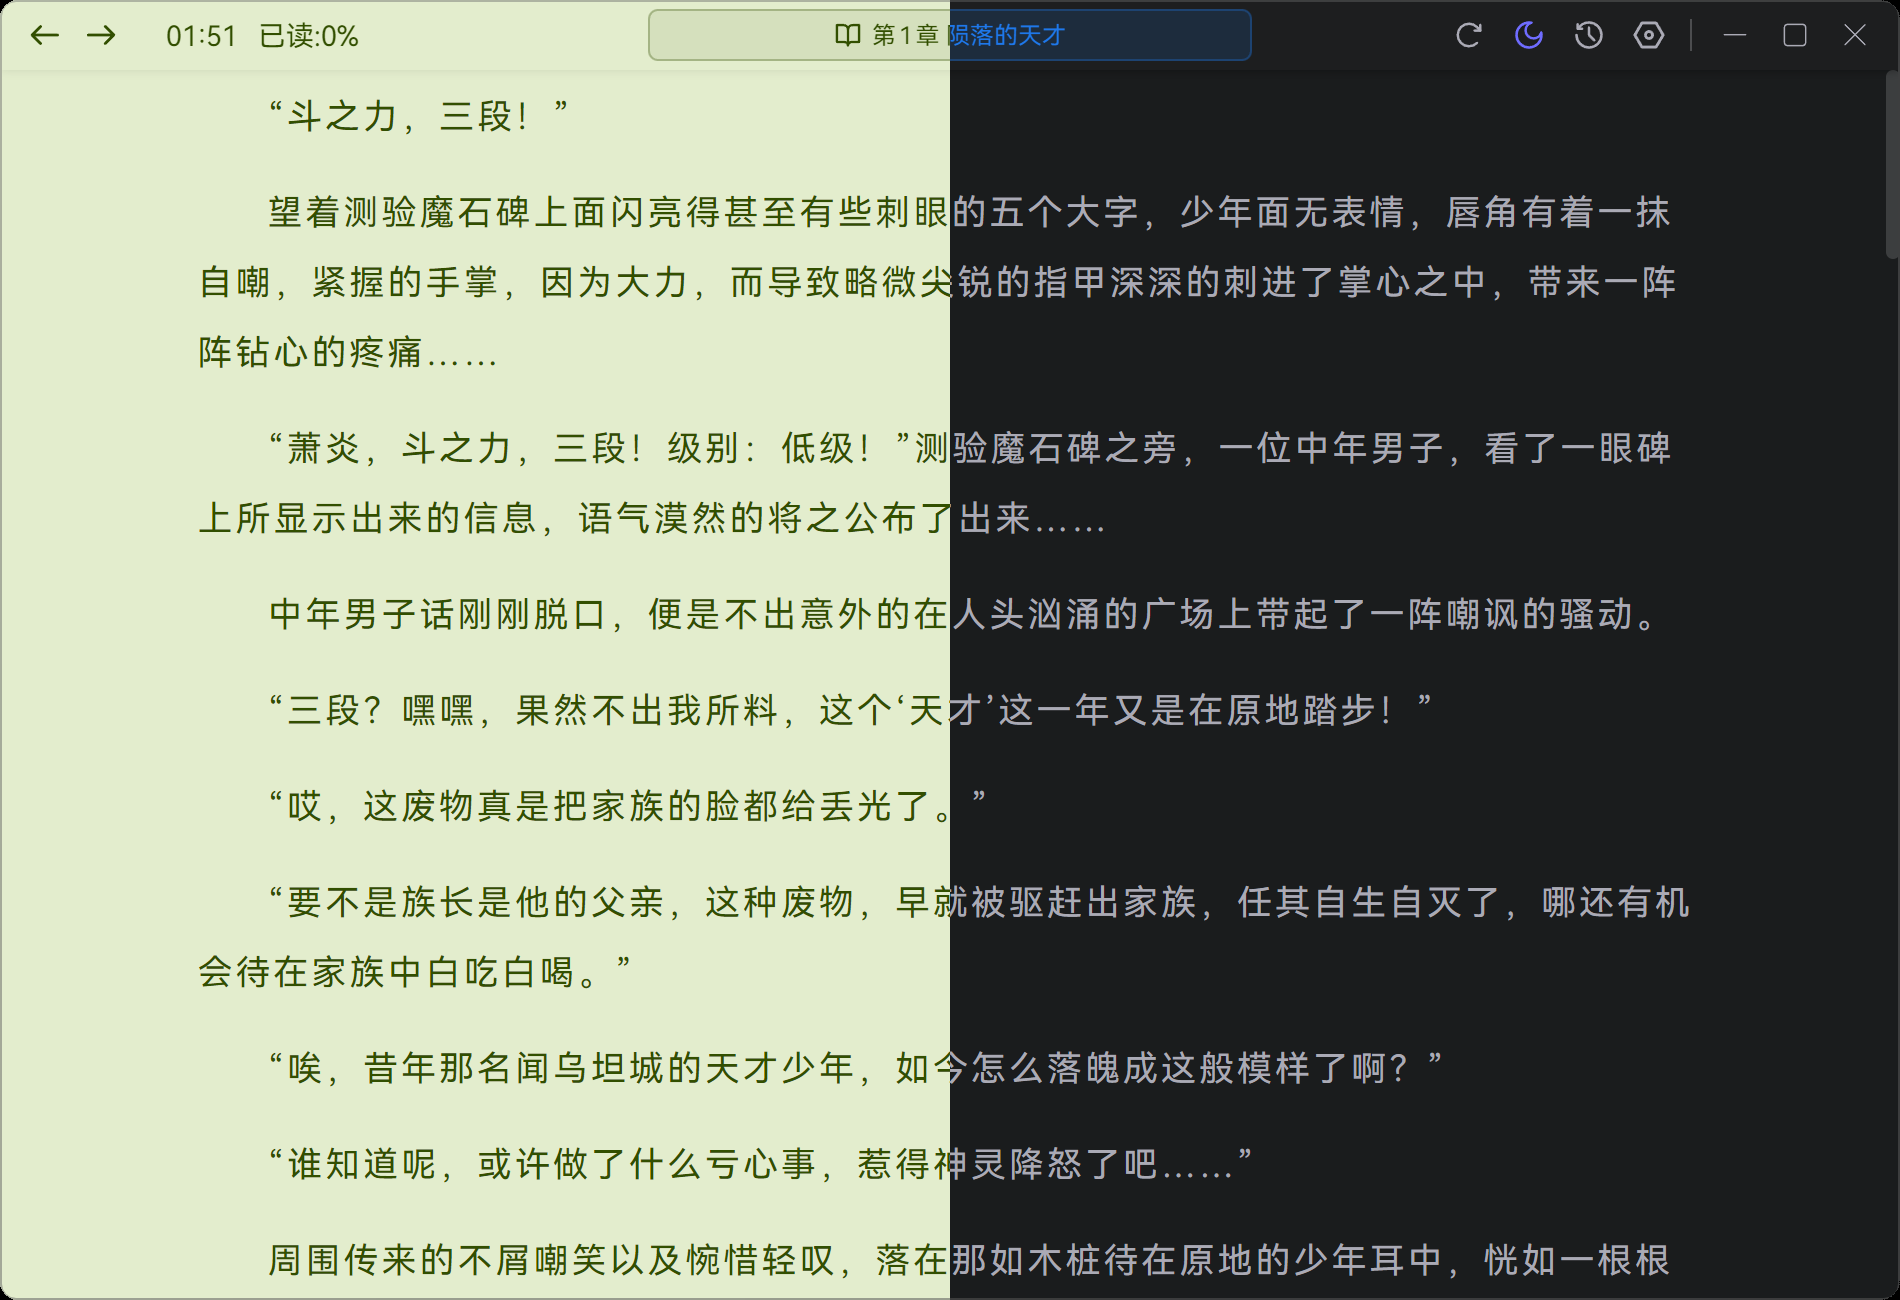 01:51 已读:0% 第1章 陨落的天才
“斗之力，三段！”
望着测验魔石碑上面闪亮得甚至有些刺眼的五个大字，少年面无表情，唇角有着一抹
自嘲，紧握的手掌，因为大力，而导致略微尖锐的指甲深深的刺进了掌心之中，带来一阵
阵钻心的疼痛……
“萧炎，斗之力，三段！级别：低级！”测验魔石碑之旁，一位中年男子，看了一眼碑
上所显示出来的信息，语气漠然的将之公布了出来……
中年男子话刚刚脱口，便是不出意外的在人头汹涌的广场上带起了一阵嘲讽的骚动。
“三段？嘿嘿，果然不出我所料，这个‘天才’这一年又是在原地踏步！”
“哎，这废物真是把家族的脸都给丢光了。”
“要不是族长是他的父亲，这种废物，早就被驱赶出家族，任其自生自灭了，哪还有机
会待在家族中白吃白喝。”
“唉，昔年那名闻乌坦城的天才少年，如今怎么落魄成这般模样了啊？”
“谁知道呢，或许做了什么亏心事，惹得神灵降怒了吧……”
周围传来的不屑嘲笑以及惋惜轻叹，落在那如木桩待在原地的少年耳中，恍如一根根